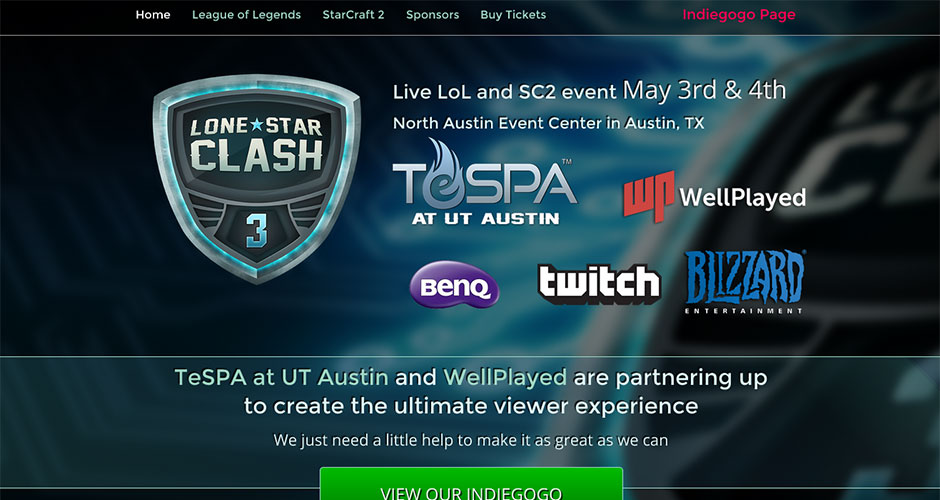 Home League of Legends StarCraft 2 Sponsors Buy Tickets Indiegogo Page
LONE STAR
CLASH
3
Live LoL and SC2 event May 3rd & 4th
North Austin Event Center in Austin, TX
TeSPA™
AT UT AUSTIN
WP WellPlayed
BenQ
twitch
BLIZZARD®
ENTERTAINMENT
TeSPA at UT Austin and WellPlayed are partnering up
to create the ultimate viewer experience
We just need a little help to make it as great as we can
VIEW OUR INDIEGOGO